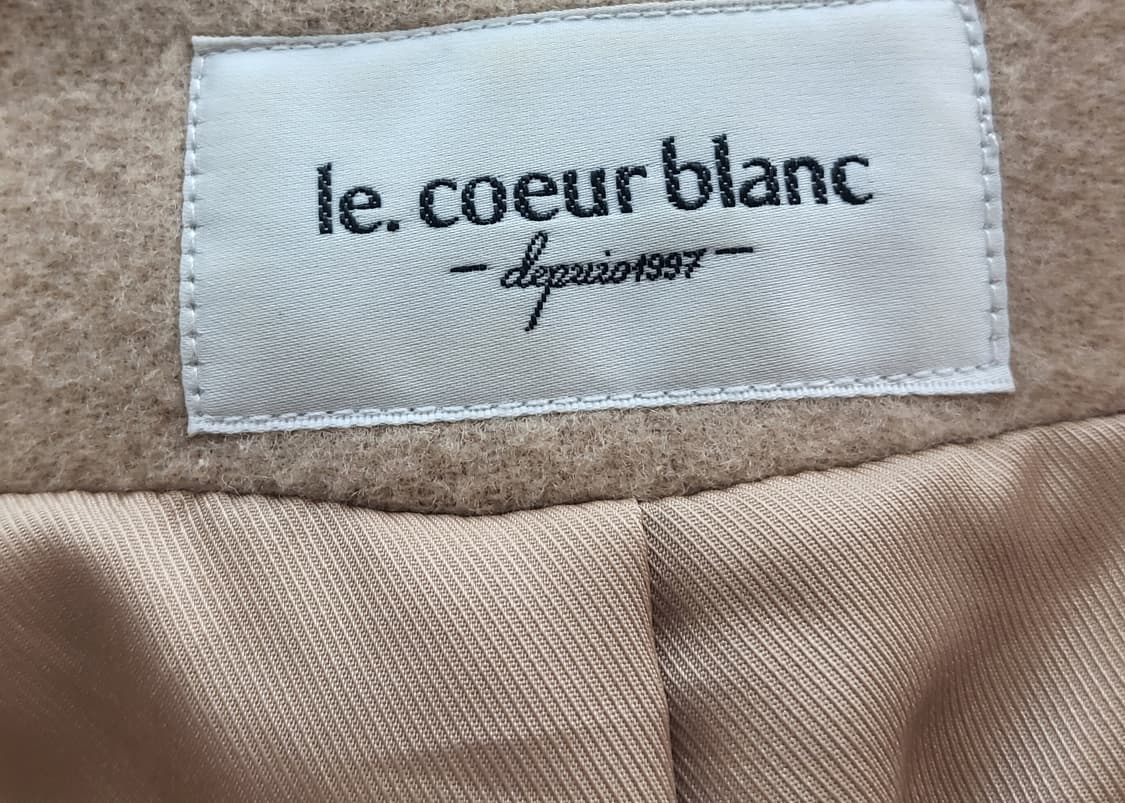 le. coeur blanc
- depuis1997 -